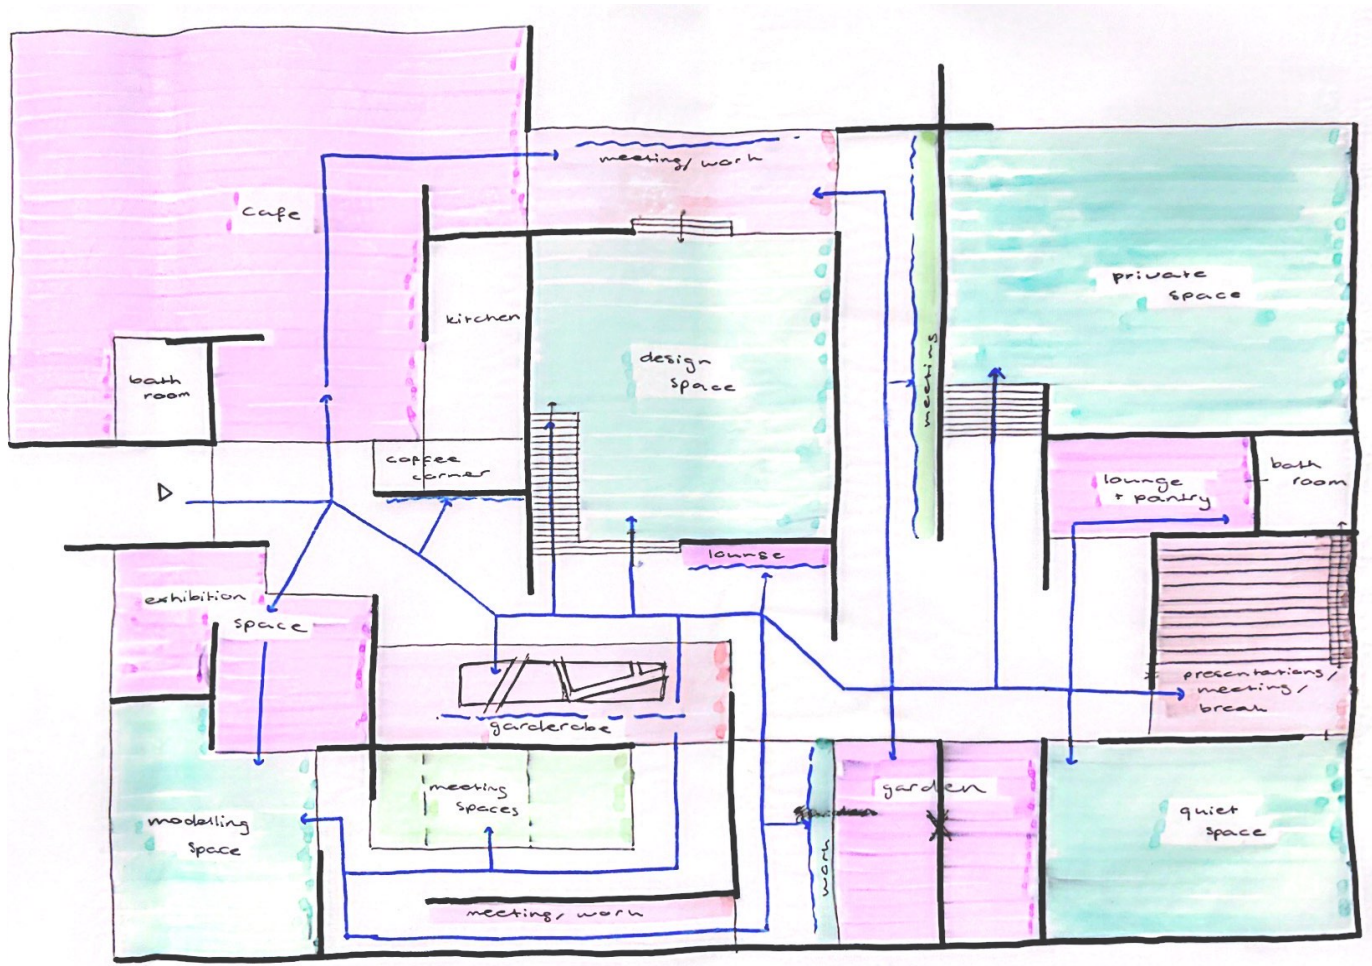 meeting/work
cafe
private
space
kitchen
design
space
meeting
bath
room
coffee
corner
lounge
+ pantry
bath
room
lounge
exhibition
space
presentations/
meeting/
break
garderobe
meeting
spaces
garden
modelling
space
quiet
space
work
meeting/work